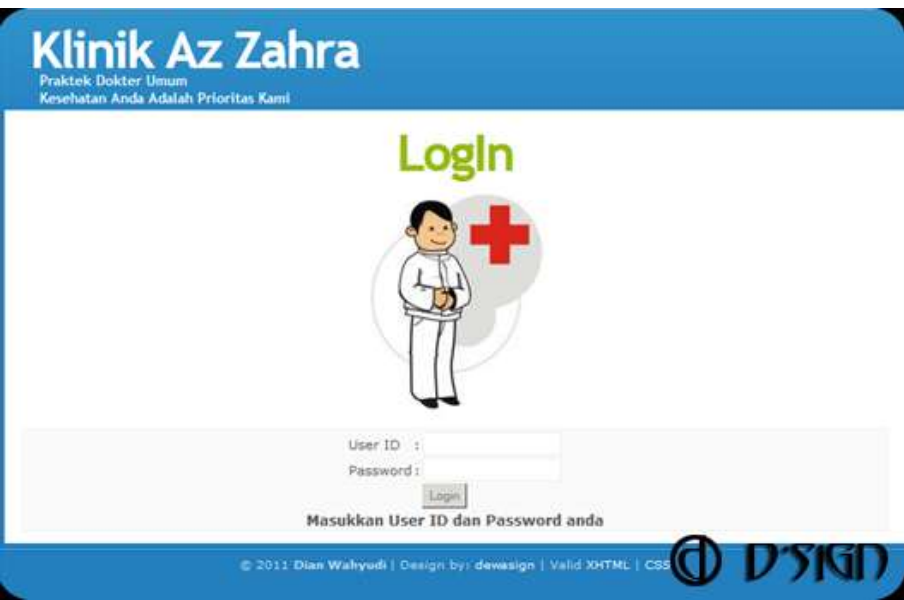 Klinik Az Zahra
Praktek Dokter Umum
Kesehatan Anda Adalah Prioritas Kami
LogIn
User ID :
Password :
Login
Masukkan User ID dan Password anda
© 2011 Dian Wahyudi | Design by: dewasign | Valid XHTML | CSS
D'SIGN